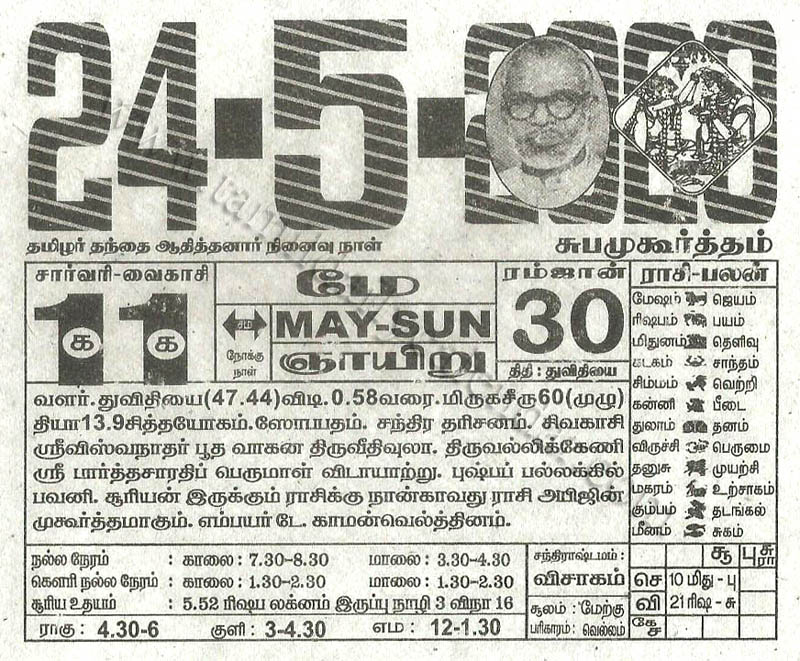 24-5-2020
தமிழர் தந்தை ஆதித்தனார் நினைவு நாள்
சுபமுகூர்த்தம்
சார்வரி-வைகாசி
11
க க
மே
சம
நோக்கு
நாள்
MAY-SUN
ஞாயிறு
ரம்ஜான்
30
திதி : துவிதியை
வளர். துவிதியை(47.44)விடி. 0.58வரை. மிருகசீரு60(முழு)
தியா13.9சித்தயோகம்.ஸோபதம். சந்திர தரிசனம். சிவகாசி
ஸ்ரீவிஸ்வநாதர் பூத வாகன திருவீதிவுலா. திருவல்லிக்கேணி
ஸ்ரீ பார்த்தசாரதிப் பெருமாள் விடாயாற்று. புஷ்பப் பல்லக்கில்
பவனி. சூரியன் இருக்கும் ராசிக்கு நான்காவது ராசி அபிஜின்
முகூர்த்தமாகும். எம்பயர் டே. காமன்வெல்த்தினம்.
ராசி-பலன்
மேஷம் ஜெயம்
ரிஷபம் பயம்
மிதுனம் தெளிவு
கடகம் சாந்தம்
சிம்மம் வெற்றி
கன்னி பீடை
துலாம் தனம்
விருச்சி பெருமை
தனுசு முயற்சி
மகரம் உற்சாகம்
கும்பம் தடங்கல்
மீனம் சுகம்
நல்ல நேரம் : காலை: 7.30-8.30 மாலை: 3.30-4.30
கௌரி நல்ல நேரம் : காலை: 1.30-2.30 மாலை: 1.30-2.30
சூரிய உதயம் : 5.52 ரிஷப லக்னம் இருப்பு நாழி 3 விநா 16
ராகு : 4.30-6 குளி : 3-4.30 எம : 12-1.30
சந்திராஷ்டமம் :
விசாகம்
சூலம் : மேற்கு
பரிகாரம் : வெல்லம்
சூ பு சு ரா
செ 10 மிது - பு
வி 21 ரிஷ - சு
கே